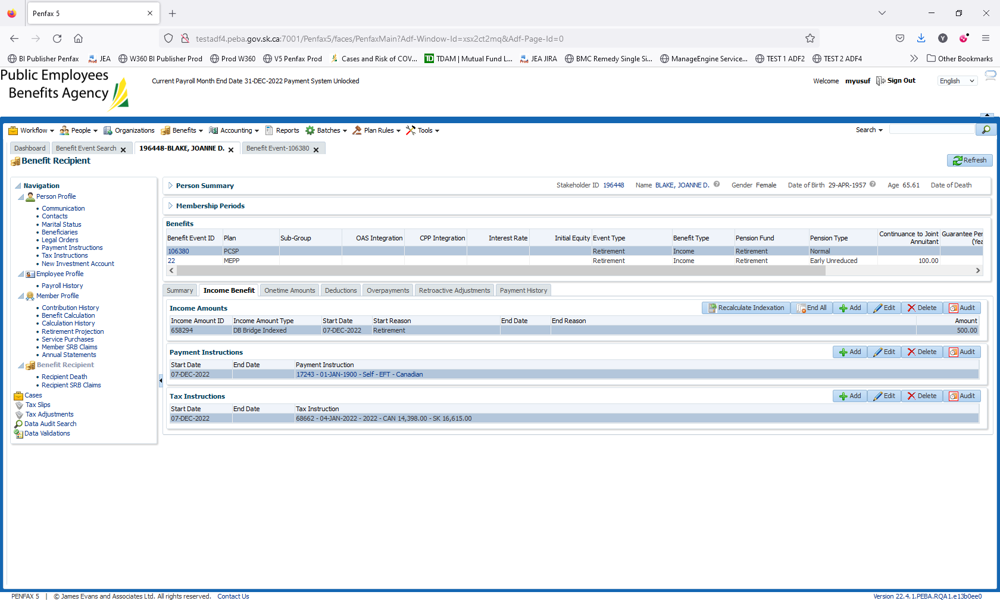 Penfax 5
testadf4.peba.gov.sk.ca:7001/Penfax5/faces/PenfaxMain?Adf-Window-Id=xsx2ct2mq&Adf-Page-Id=0
BI Publisher Penfax JEA W360 BI Publisher Prod Prod W360 V5 Penfax Prod Cases and Risk of COV... TDAM | Mutual Fund L... JEA JIRA BMC Remedy Single Si... ManageEngine Service... TEST 1 ADF2 TEST 2 ADF4 Other Bookmarks
Public Employees
Benefits Agency
Current Payroll Month End Date 31-DEC-2022 Payment System Unlocked
Welcome myusuf Sign Out English
Workflow People Organizations Benefits Accounting Reports Batches Plan Rules Tools Search
Dashboard Benefit Event Search 196448-BLAKE, JOANNE D. Benefit Event-106380
Benefit Recipient
Refresh
Navigation
Person Profile
Communication
Contacts
Marital Status
Beneficiaries
Legal Orders
Payment Instructions
Tax Instructions
New Investment Account
Employee Profile
Payroll History
Member Profile
Contribution History
Benefit Calculation
Calculation History
Retirement Projection
Service Purchases
Member SRB Claims
Annual Statements
Benefit Recipient
Recipient Death
Recipient SRB Claims
Cases
Tax Slips
Tax Adjustments
Data Audit Search
Data Validations
Person Summary Stakeholder ID 196448 Name BLAKE, JOANNE D. Gender Female Date of Birth 29-APR-1957 Age 65.61 Date of Death
Membership Periods
Benefits
Benefit Event ID Plan Sub-Group OAS Integration CPP Integration Interest Rate Initial Equity Event Type Benefit Type Pension Fund Pension Type Continuance to Joint Annuitant Guarantee Per (Yea
106380 PCSP Retirement Income Retirement Normal
22 MEPP Retirement Income Retirement Early Unreduced 100.00
Summary Income Benefit Onetime Amounts Deductions Overpayments Retroactive Adjustments Payment History
Income Amounts Recalculate Indexation End All Add Edit Delete Audit
Income Amount ID Income Amount Type Start Date Start Reason End Date End Reason Amount
658294 DB Bridge Indexed 07-DEC-2022 Retirement 500.00
Payment Instructions Add Edit Delete Audit
Start Date End Date Payment Instruction
07-DEC-2022 17243 - 01-JAN-1900 - Self - EFT - Canadian
Tax Instructions Add Edit Delete Audit
Start Date End Date Tax Instruction
07-DEC-2022 68662 - 04-JAN-2022 - 2022 - CAN 14,398.00 - SK 16,615.00
PENFAX 5 | © James Evans and Associates Ltd. All rights reserved. Contact Us
Version 22.4.1.PEBA.RQA1.e13b0ee0